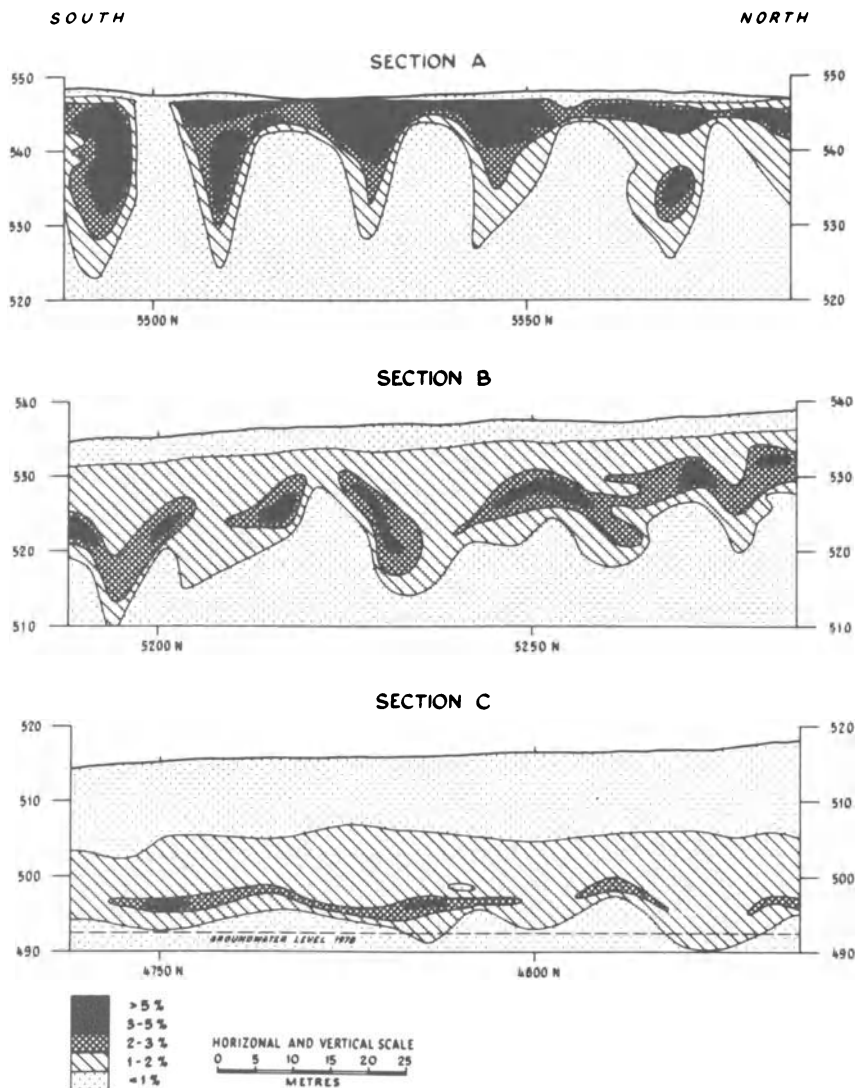 SOUTH NORTH
SECTION A
550 550
540 540
530 530
520 520
5500 N 5550 N
SECTION B
540 540
530 530
520 520
510 510
5200 N 5250 N
SECTION C
520 520
510 510
500 500
490 490
GROUNDWATER LEVEL 1978
4750 N 4800 N
>5%
3-5%
2-3%
1-2%
<1%
HORIZONAL AND VERTICAL SCALE
0 5 10 15 20 25
METRES